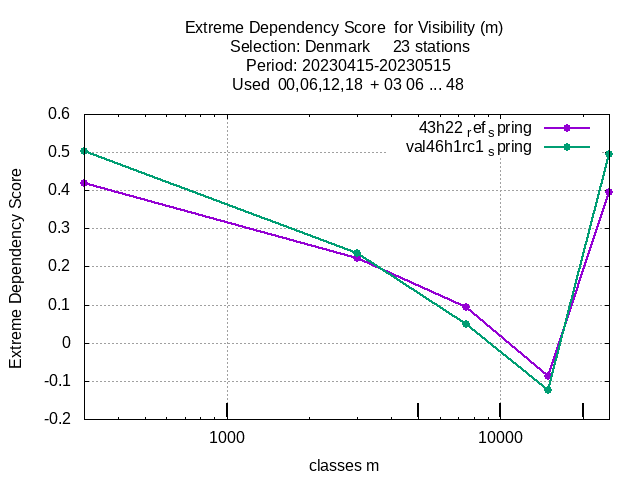 Extreme Dependency Score for Visibility (m)
Selection: Denmark 23 stations
Period: 20230415-20230515
Used 00,06,12,18 + 03 06 ... 48
43h22 ref spring
val46h1rc1 spring
Extreme Dependency Score
0.6
0.5
0.4
0.3
0.2
0.1
0
-0.1
-0.2
1000
10000
classes m